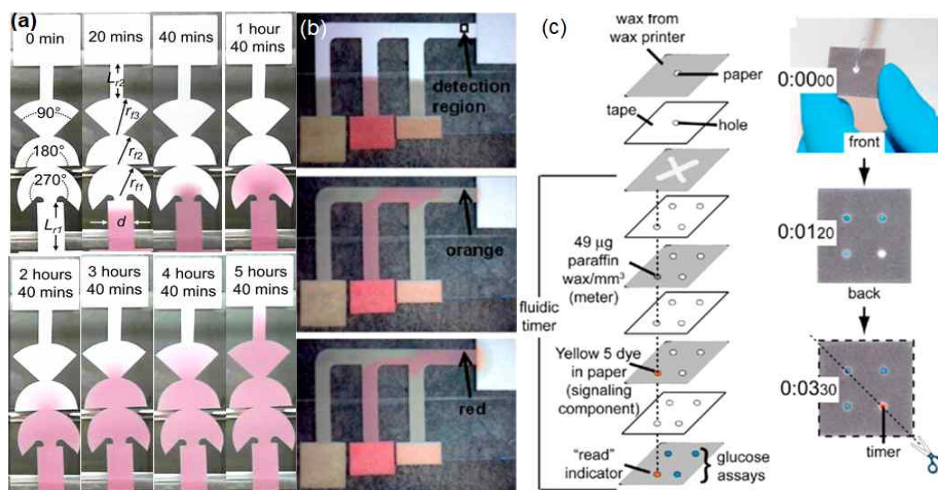 (a)
0 min
20 mins
40 mins
1 hour
40 mins
Lr2
90°
rf3
180°
rf2
270°
rf1
Lr1
d
2 hours
40 mins
3 hours
40 mins
4 hours
40 mins
5 hours
40 mins
(b)
detection
region
orange
red
(c)
wax from
wax printer
paper
tape
hole
49 µg
paraffin
wax/mm³
(meter)
fluidic
timer
Yellow 5 dye
in paper
(signaling
component)
"read"
indicator
glucose
assays
0:0000
front
0:0120
back
0:0330
timer